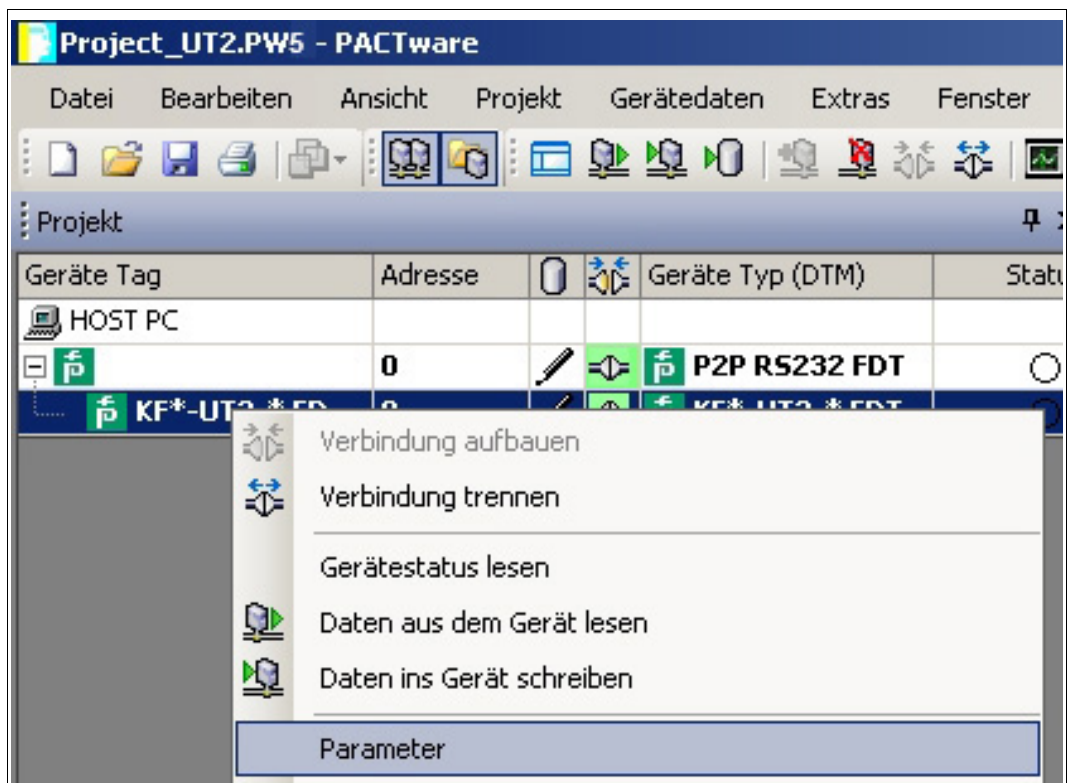 Project_UT2.PW5 - PACTware
Datei Bearbeiten Ansicht Projekt Gerätedaten Extras Fenster
Projekt
Geräte Tag Adresse Geräte Typ (DTM)
HOST PC
0 P2P RS232 FDT
Verbindung aufbauen
Verbindung trennen
Gerätestatus lesen
Daten aus dem Gerät lesen
Daten ins Gerät schreiben
Parameter